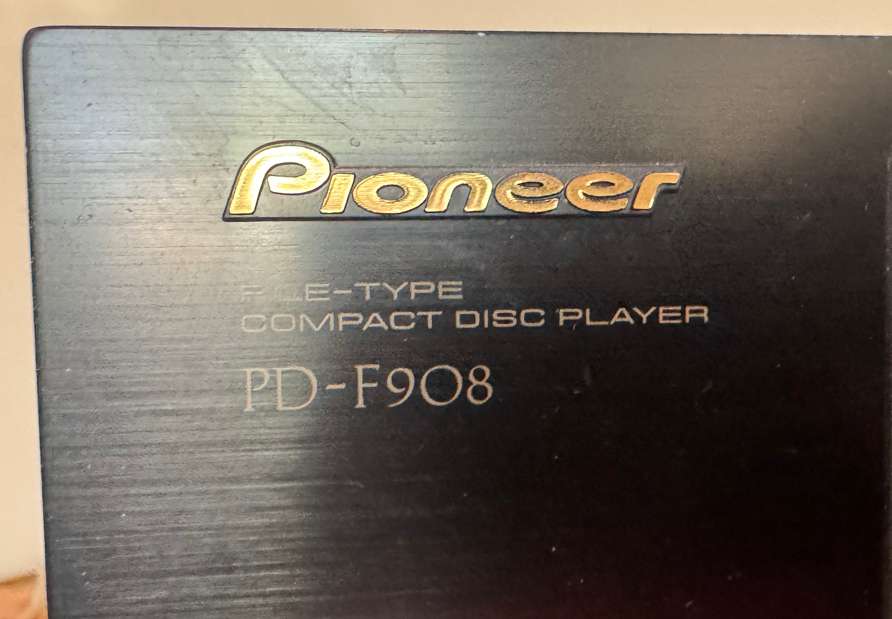 Pioneer
FILE-TYPE
COMPACT DISC PLAYER
PD-F908